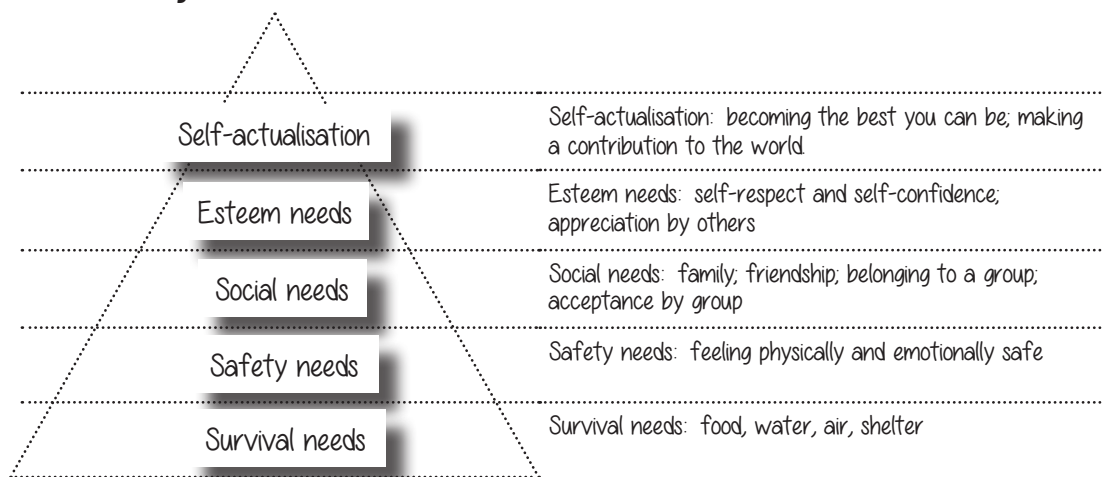 Self-actualisation
Self-actualisation: becoming the best you can be; making
a contribution to the world.
Esteem needs
Esteem needs: self-respect and self-confidence;
appreciation by others
Social needs
Social needs: family; friendship; belonging to a group;
acceptance by group
Safety needs
Safety needs: feeling physically and emotionally safe
Survival needs
Survival needs: food, water, air, shelter